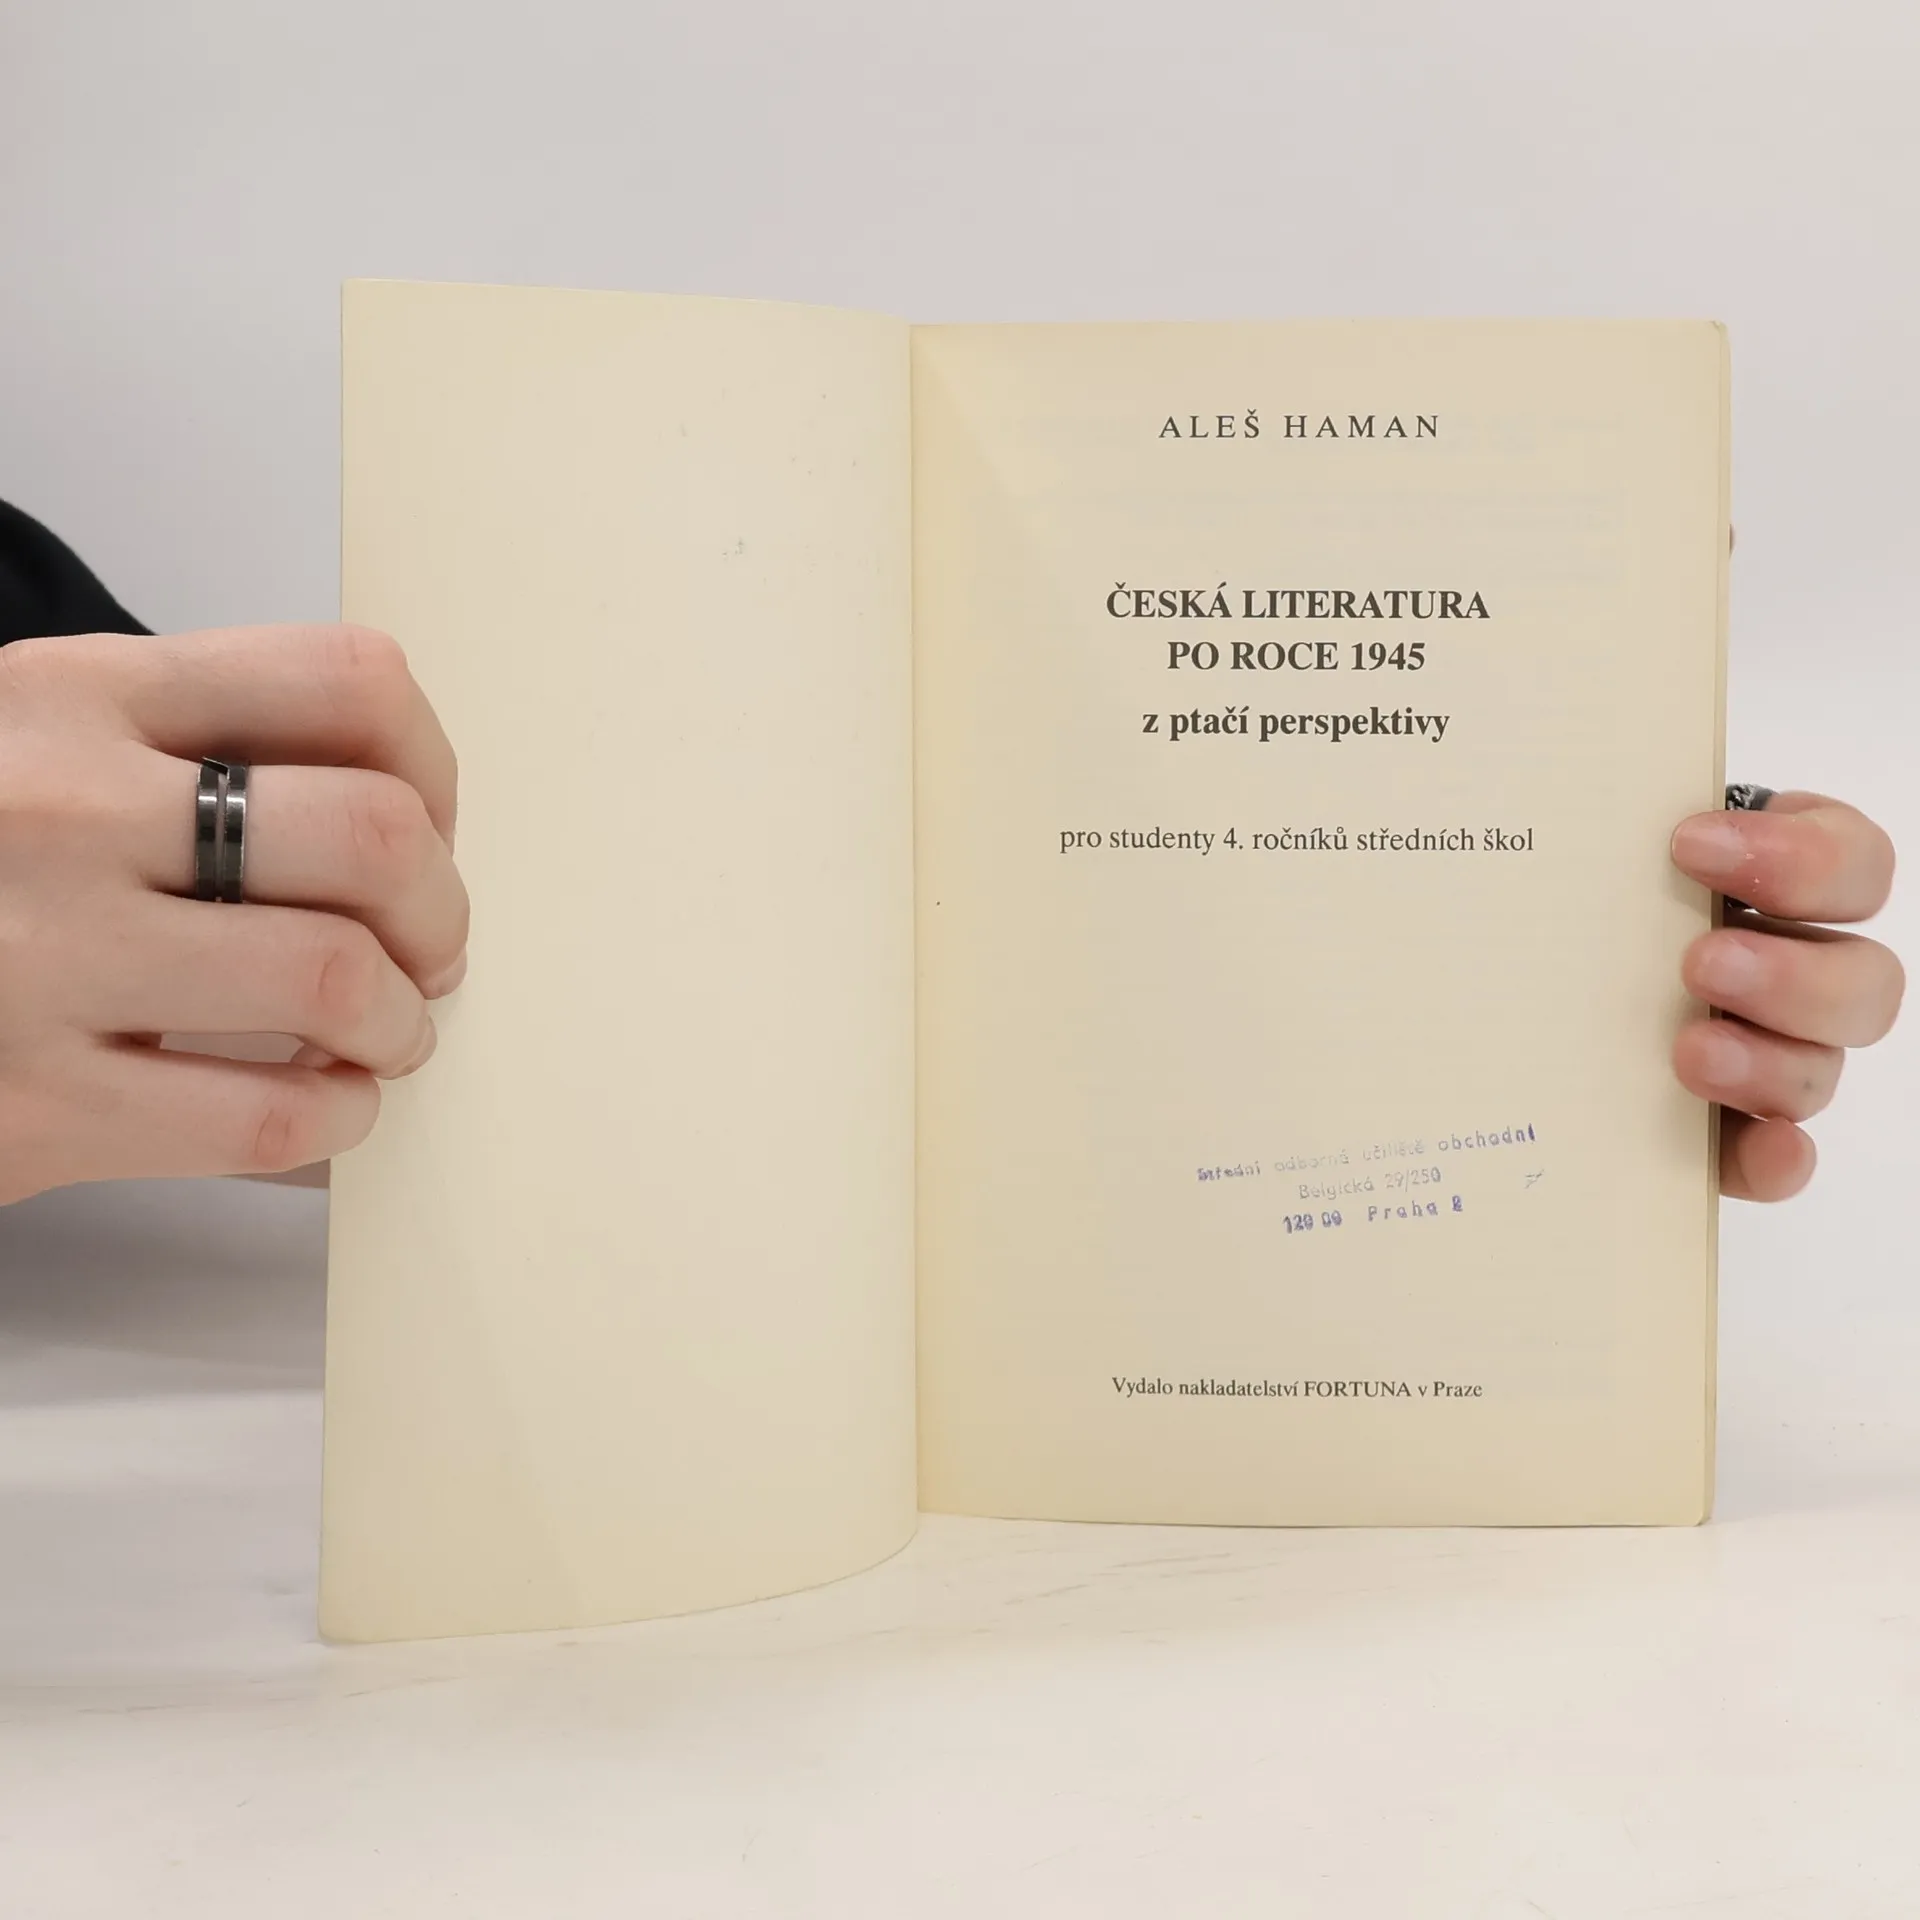 ALEŠ HAMAN
ČESKÁ LITERATURA
PO ROCE 1945
z ptačí perspektivy
pro studenty 4. ročníků středních škol
Střední odborné učiliště obchodní
Belgická 29/250
120 00 Praha 2
Vydalo nakladatelství FORTUNA v Praze